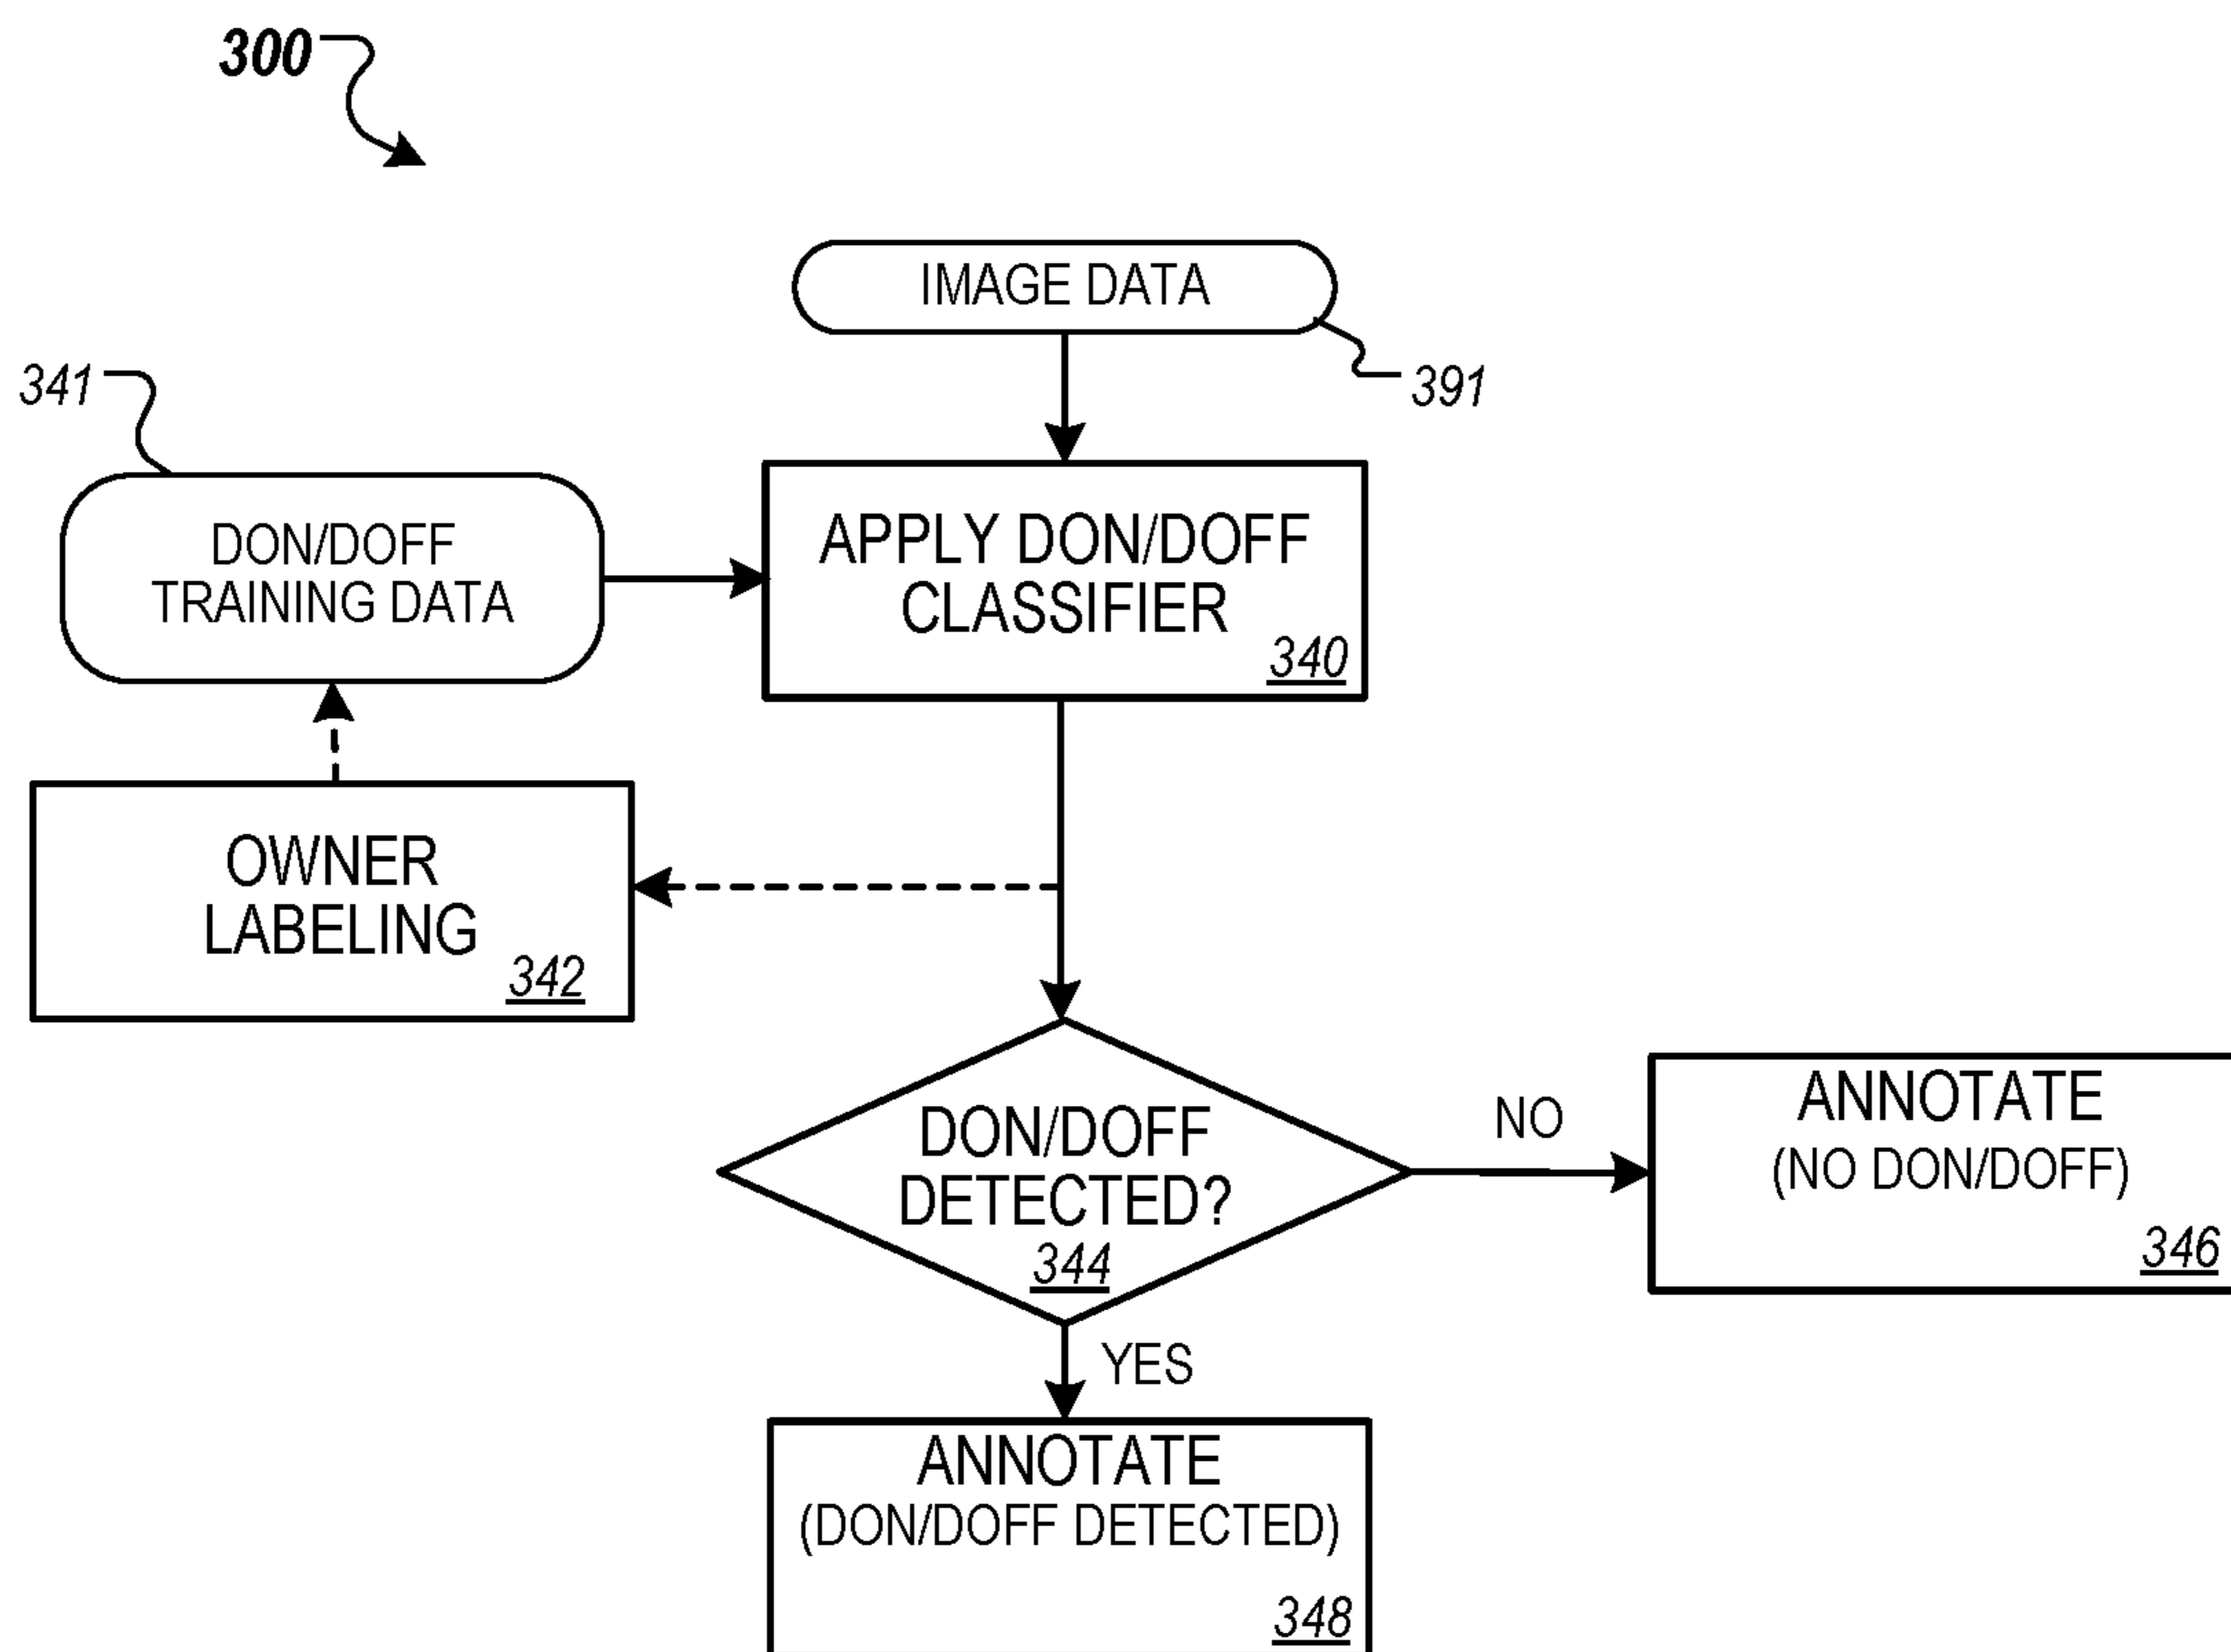 300
IMAGE DATA
391
341
DON/DOFF
TRAINING DATA
APPLY DON/DOFF
CLASSIFIER
340
OWNER
LABELING
342
DON/DOFF
DETECTED?
344
NO
ANNOTATE
(NO DON/DOFF)
346
YES
ANNOTATE
(DON/DOFF DETECTED)
348